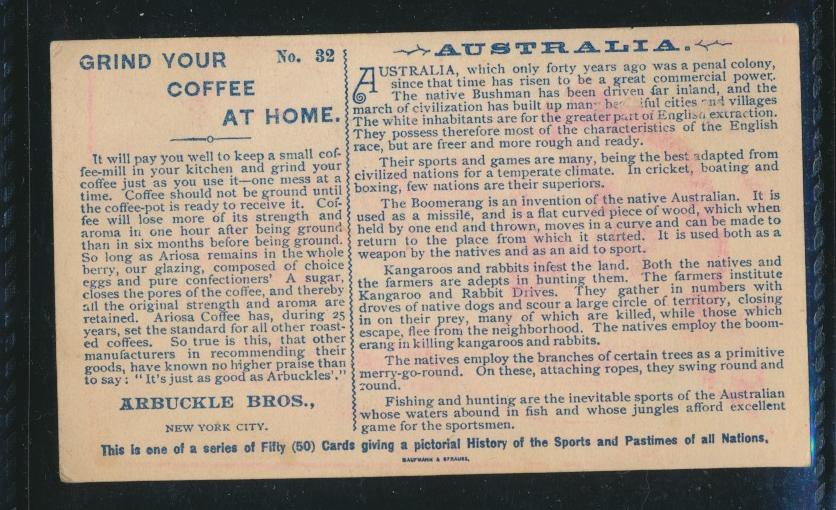 GRIND YOUR No. 32
COFFEE
AT HOME.
It will pay you well to keep a small cof-
fee-mill in your kitchen and grind your
coffee just as you use it—one mess at a
time. Coffee should not be ground until
the coffee-pot is ready to receive it. Cof-
fee will lose more of its strength and
aroma in one hour after being ground
than in six months before being ground.
So long as Ariosa remains in the whole
berry, our glazing, composed of choice
eggs and pure confectioners' A sugar,
closes the pores of the coffee, and thereby
all the original strength and aroma are
retained. Ariosa Coffee has, during 25
years, set the standard for all other roast-
ed coffees. So true is this, that other
manufacturers in recommending their
goods, have known no higher praise than
to say: "It's just as good as Arbuckles'."
ARBUCKLE BROS.,
NEW YORK CITY.
AUSTRALIA.
AUSTRALIA, which only forty years ago was a penal colony,
since that time has risen to be a great commercial power.
The native Bushman has been driven far inland, and the
march of civilization has built up many beautiful cities and villages
The white inhabitants are for the greater part of English extraction.
They possess therefore most of the characteristics of the English
race, but are freer and more rough and ready.
Their sports and games are many, being the best adapted from
civilized nations for a temperate climate. In cricket, boating and
boxing, few nations are their superiors.
The Boomerang is an invention of the native Australian. It is
used as a missile, and is a flat curved piece of wood, which when
held by one end and thrown, moves in a curve and can be made to
return to the place from which it started. It is used both as a
weapon by the natives and as an aid to sport.
Kangaroos and rabbits infest the land. Both the natives and
the farmers are adepts in hunting them. The farmers institute
Kangaroo and Rabbit Drives. They gather in numbers with
droves of native dogs and scour a large circle of territory, closing
in on their prey, many of which are killed, while those which
escape, flee from the neighborhood. The natives employ the boom-
erang in killing kangaroos and rabbits.
The natives employ the branches of certain trees as a primitive
merry-go-round. On these, attaching ropes, they swing round and
round.
Fishing and hunting are the inevitable sports of the Australian
whose waters abound in fish and whose jungles afford excellent
game for the sportsmen.
This is one of a series of Fifty (50) Cards giving a pictorial History of the Sports and Pastimes of all Nations.
KAUFMANN & STRAUSS,